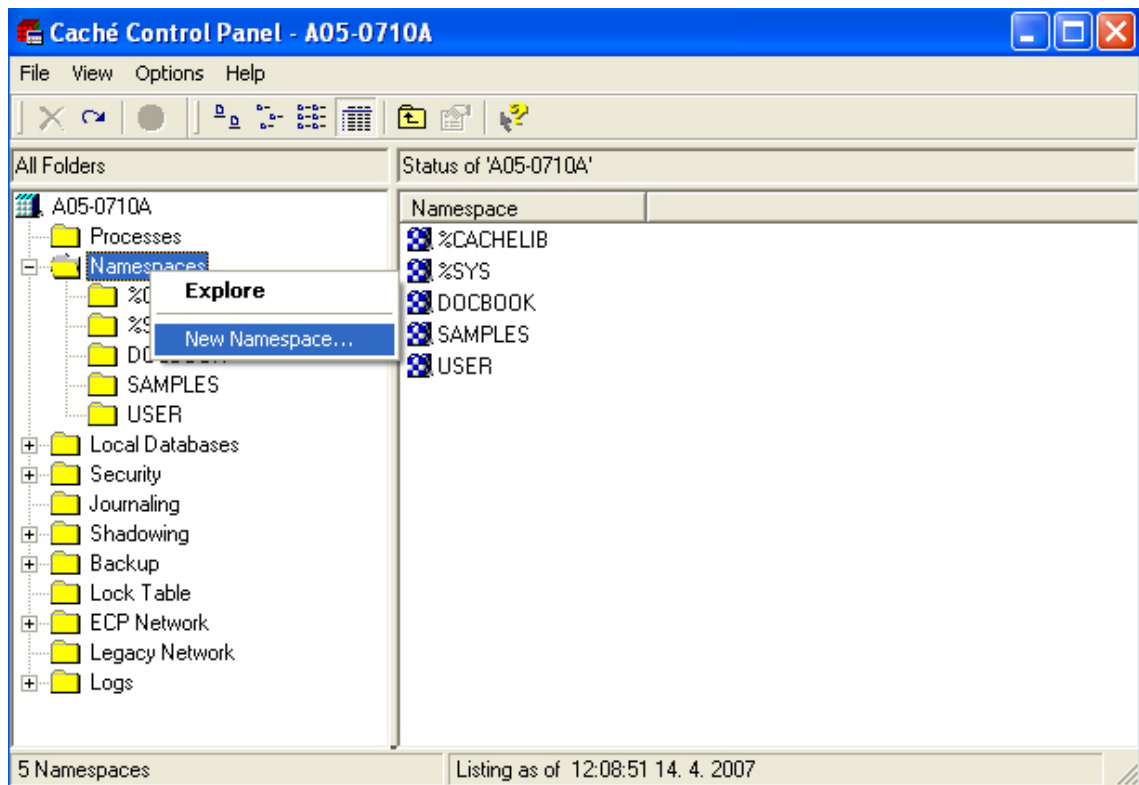 Caché Control Panel - A05-0710A
File View Options Help
All Folders
Status of 'A05-0710A'
A05-0710A
Processes
Namespaces
Explore
New Namespace...
SAMPLES
USER
Local Databases
Security
Journaling
Shadowing
Backup
Lock Table
ECP Network
Legacy Network
Logs
Namespace
%CACHELIB
%SYS
DOCBOOK
SAMPLES
USER
5 Namespaces
Listing as of 12:08:51 14. 4. 2007